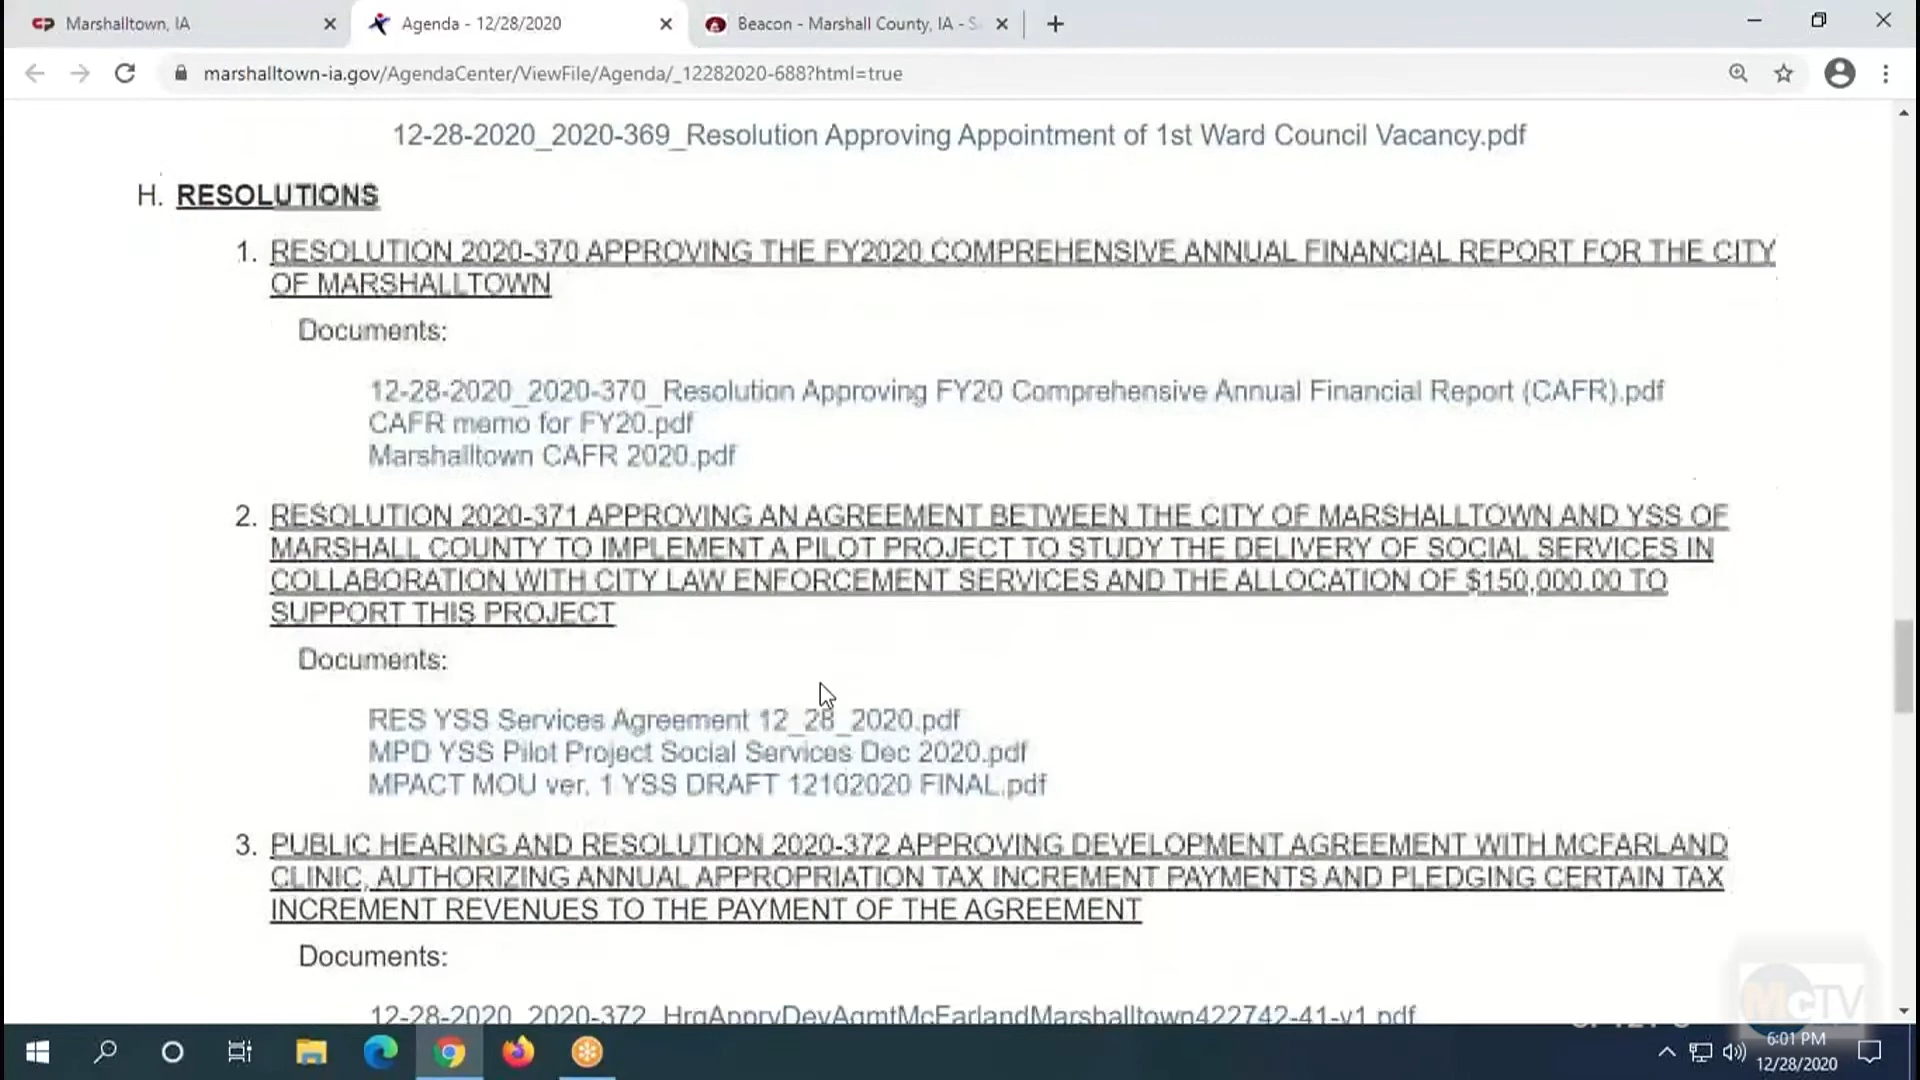 Marshalltown, IA
Agenda - 12/28/2020
Beacon - Marshall County, IA - S
marshalltown-ia.gov/AgendaCenter/ViewFile/Agenda/_12282020-688?html=true
12-28-2020_2020-369_Resolution Approving Appointment of 1st Ward Council Vacancy.pdf
H. RESOLUTIONS
1. RESOLUTION 2020-370 APPROVING THE FY2020 COMPREHENSIVE ANNUAL FINANCIAL REPORT FOR THE CITY
OF MARSHALLTOWN
Documents:
12-28-2020_2020-370_Resolution Approving FY20 Comprehensive Annual Financial Report (CAFR).pdf
CAFR memo for FY20.pdf
Marshalltown CAFR 2020.pdf
2. RESOLUTION 2020-371 APPROVING AN AGREEMENT BETWEEN THE CITY OF MARSHALLTOWN AND YSS OF
MARSHALL COUNTY TO IMPLEMENT A PILOT PROJECT TO STUDY THE DELIVERY OF SOCIAL SERVICES IN
COLLABORATION WITH CITY LAW ENFORCEMENT SERVICES AND THE ALLOCATION OF $150,000.00 TO
SUPPORT THIS PROJECT
Documents:
RES YSS Services Agreement 12_28_2020.pdf
MPD YSS Pilot Project Social Services Dec 2020.pdf
MPACT MOU ver. 1 YSS DRAFT 12102020 FINAL.pdf
3. PUBLIC HEARING AND RESOLUTION 2020-372 APPROVING DEVELOPMENT AGREEMENT WITH MCFARLAND
CLINIC, AUTHORIZING ANNUAL APPROPRIATION TAX INCREMENT PAYMENTS AND PLEDGING CERTAIN TAX
INCREMENT REVENUES TO THE PAYMENT OF THE AGREEMENT
Documents:
12-28-2020_2020-372_HrgApprvDevAgmtMcFarlandMarshalltown422742-41-v1.pdf
McTV
6:01 PM
12/28/2020